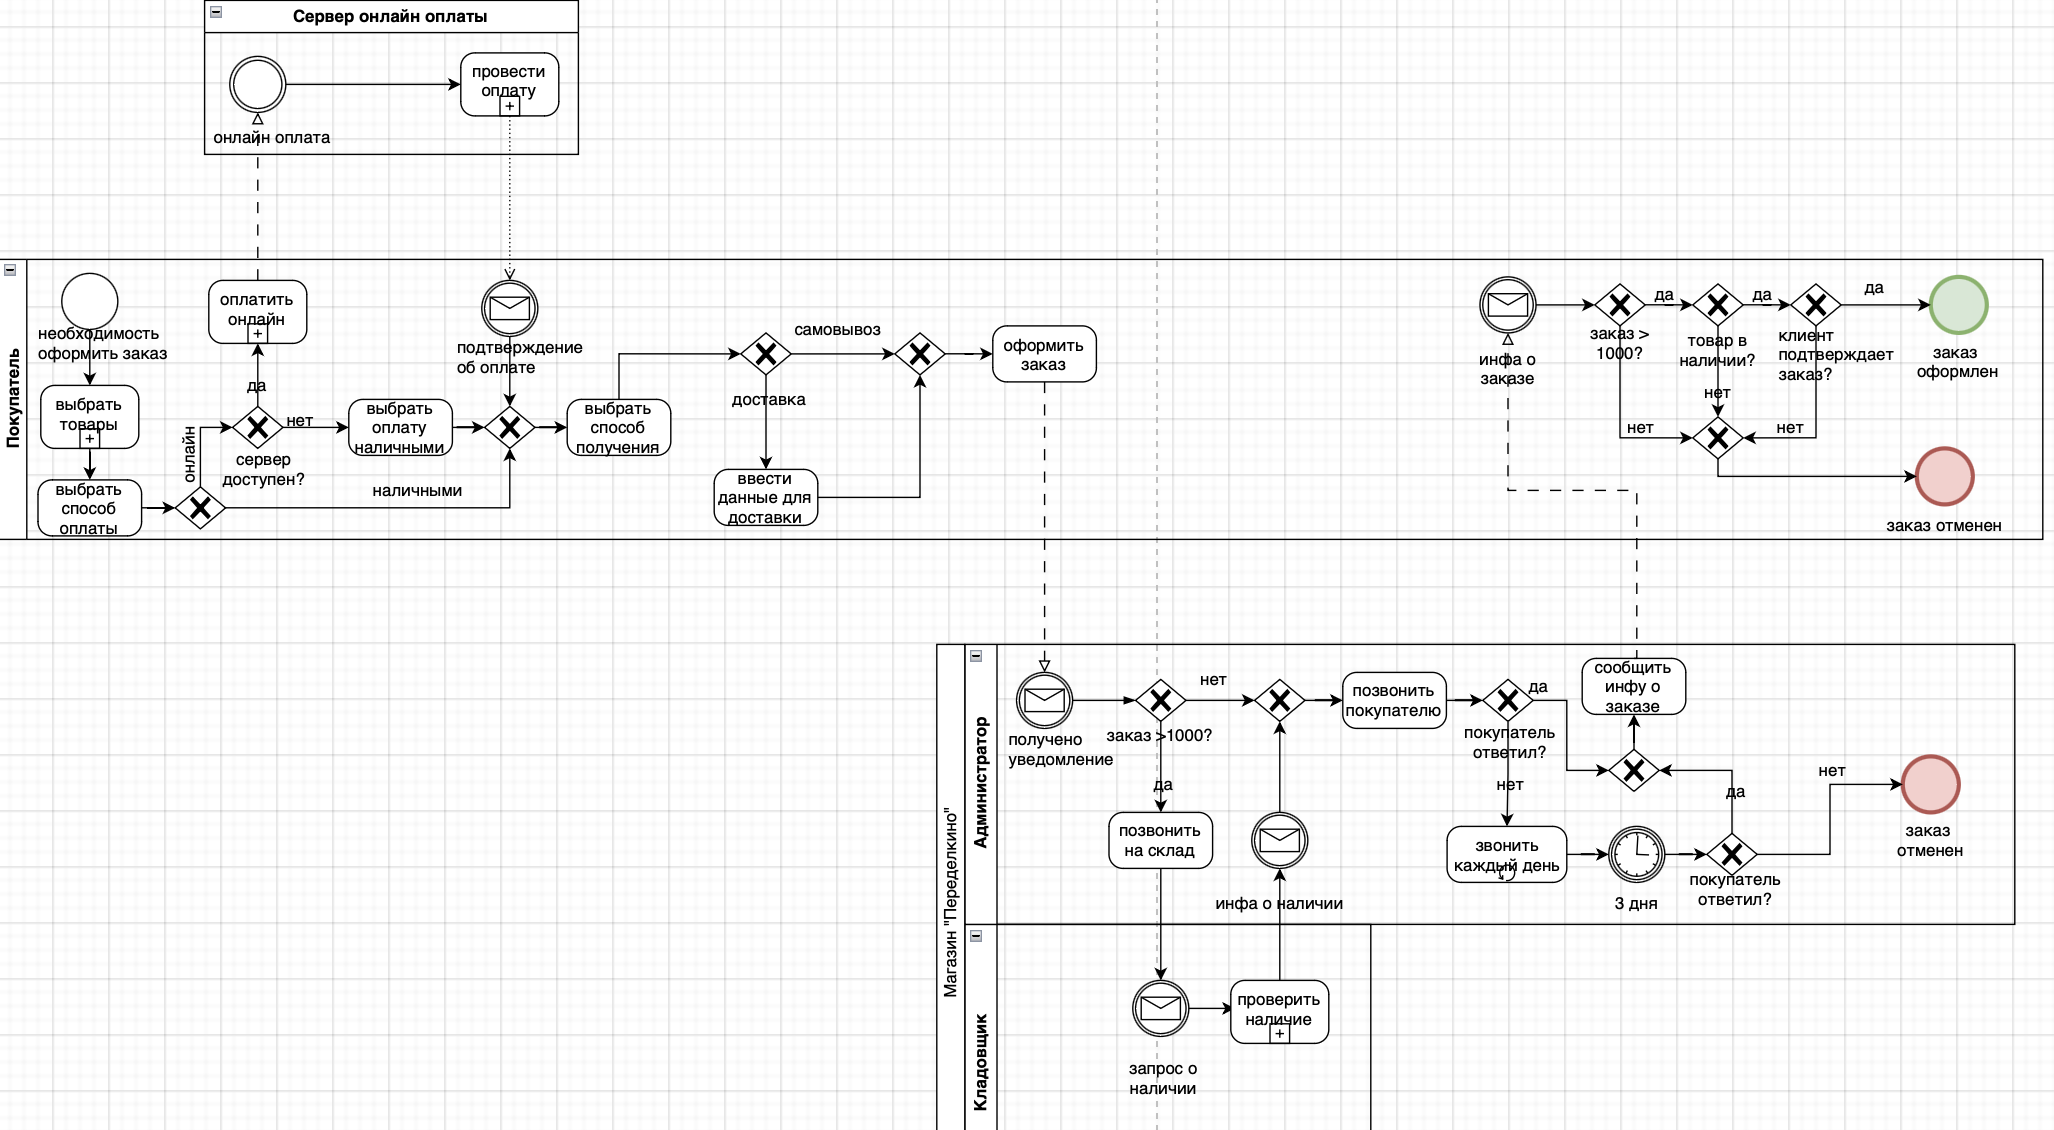 Сервер онлайн оплаты
провести
оплату
онлайн оплата
Покупатель
необходимость
оформить заказ
выбрать
товары
выбрать
способ
оплаты
онлайн
оплатить
онлайн
да
нет
сервер
доступен?
наличными
выбрать
оплату
наличными
подтверждение
об оплате
выбрать
способ
получения
самовывоз
доставка
ввести
данные для
доставки
оформить
заказ
инфа о
заказе
да
заказ >
1000?
да
товар в
наличии?
да
клиент
подтверждает
заказ?
нет
нет
нет
заказ
оформлен
заказ отменен
Магазин "Переделкино"
Администратор
получено
уведомление
нет
заказ >1000?
да
позвонить
на склад
позвонить
покупателю
да
покупатель
ответил?
нет
сообщить
инфу о
заказе
звонить
каждый день
3 дня
да
покупатель
ответил?
нет
заказ
отменен
инфа о наличии
Кладовщик
запрос о
наличии
проверить
наличие